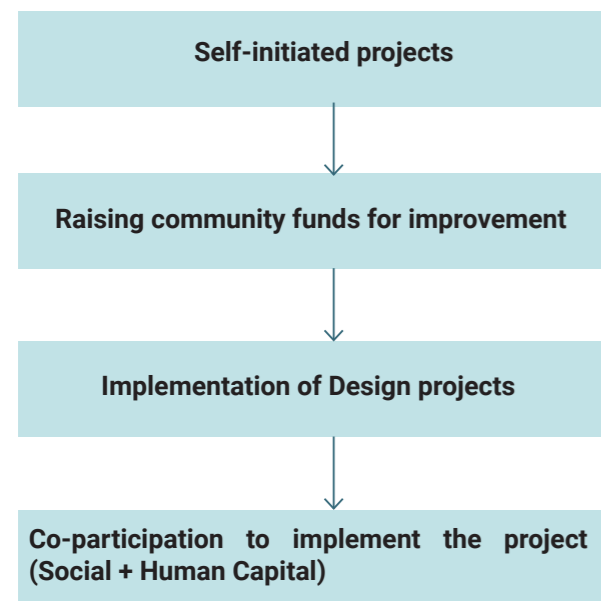 Self-initiated projects
Raising community funds for improvement
Implementation of Design projects
Co-participation to implement the project
(Social + Human Capital)